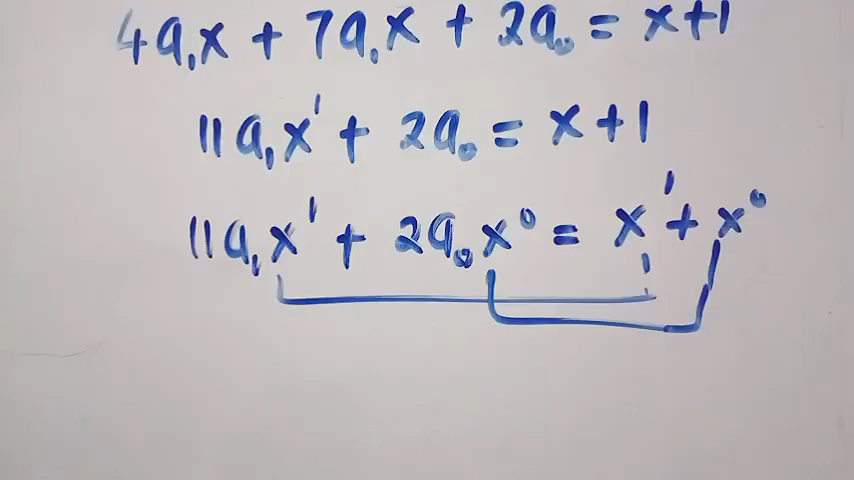 4a₁x + 7a₁x + 2a₀ = x+1
11a₁x¹ + 2a₀ = x+1
11a₁x¹ + 2a₀x⁰ = x¹+ x⁰